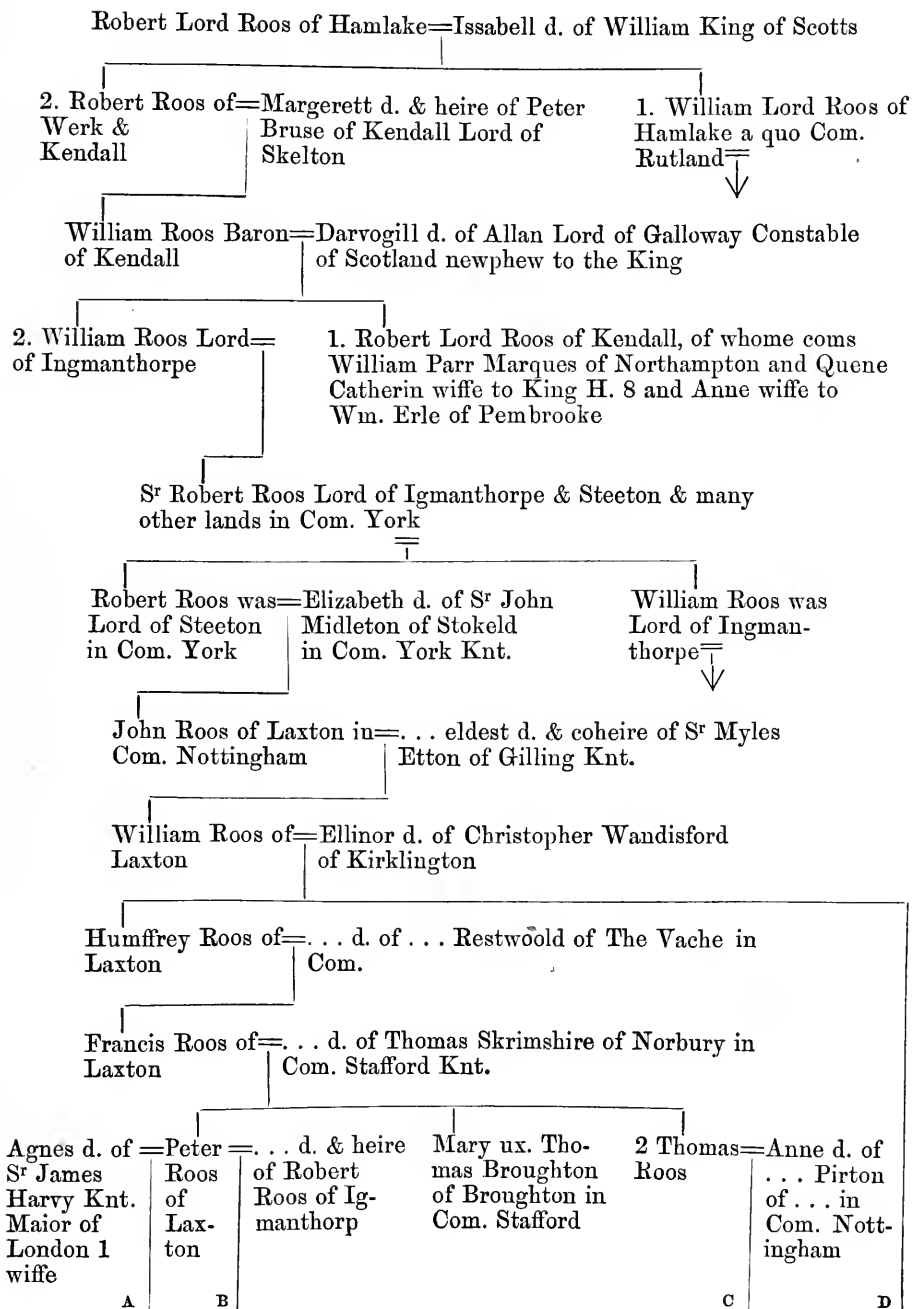 Robert Lord Roos of Hamlake=Issabell d. of William King of Scotts
2. Robert Roos of=Margerett d. & heire of Peter
Werk & Bruse of Kendall Lord of
Kendall Skelton
1. William Lord Roos of
Hamlake a quo Com.
Rutland=
William Roos Baron=Darvogill d. of Allan Lord of Galloway Constable
of Kendall of Scotland newphew to the King
2. William Roos Lord=
of Ingmanthorpe
1. Robert Lord Roos of Kendall, of whome coms
William Parr Marques of Northampton and Quene
Catherin wiffe to King H. 8 and Anne wiffe to
Wm. Erle of Pembrooke
Sr Robert Roos Lord of Igmanthorpe & Steeton & many
other lands in Com. York
=
Robert Roos was=Elizabeth d. of Sr John
Lord of Steeton Midleton of Stokeld
in Com. York in Com. York Knt.
William Roos was
Lord of Ingman-
thorpe=
John Roos of Laxton in=. . . eldest d. & coheire of Sr Myles
Com. Nottingham Etton of Gilling Knt.
William Roos of=Ellinor d. of Christopher Wandisford
Laxton of Kirklington
Humffrey Roos of=. . . d. of . . . Restwoold of The Vache in
Laxton Com.
Francis Roos of=. . . d. of Thomas Skrimshire of Norbury in
Laxton Com. Stafford Knt.
Agnes d. of =Peter =. . . d. & heire
Sr James Roos of Robert
Harvy Knt. of Roos of Ig-
Maior of Lax- manthorp
London 1 ton
wiffe
Mary ux. Tho-
mas Broughton
of Broughton in
Com. Stafford
2 Thomas=Anne d. of
Roos . . . Pirton
of . . . in
Com. Nott-
ingham
A B C D